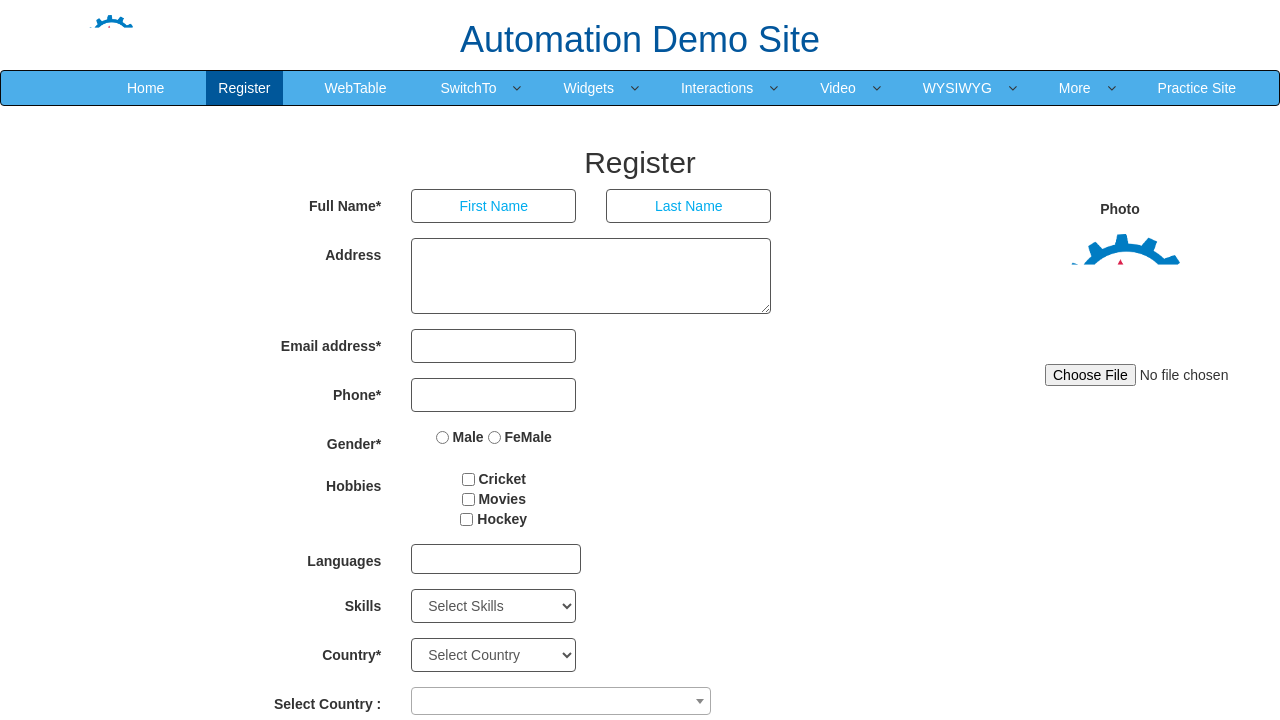 Automation Demo Site
Home Register WebTable SwitchTo Widgets Interactions Video WYSIWYG More Practice Site
Register
Full Name* First Name Last Name
Photo
Address
Email address*
Choose File No file chosen
Phone*
Gender* Male FeMale
Hobbies Cricket
Movies
Hockey
Languages
Skills Select Skills
Country* Select Country
Select Country :